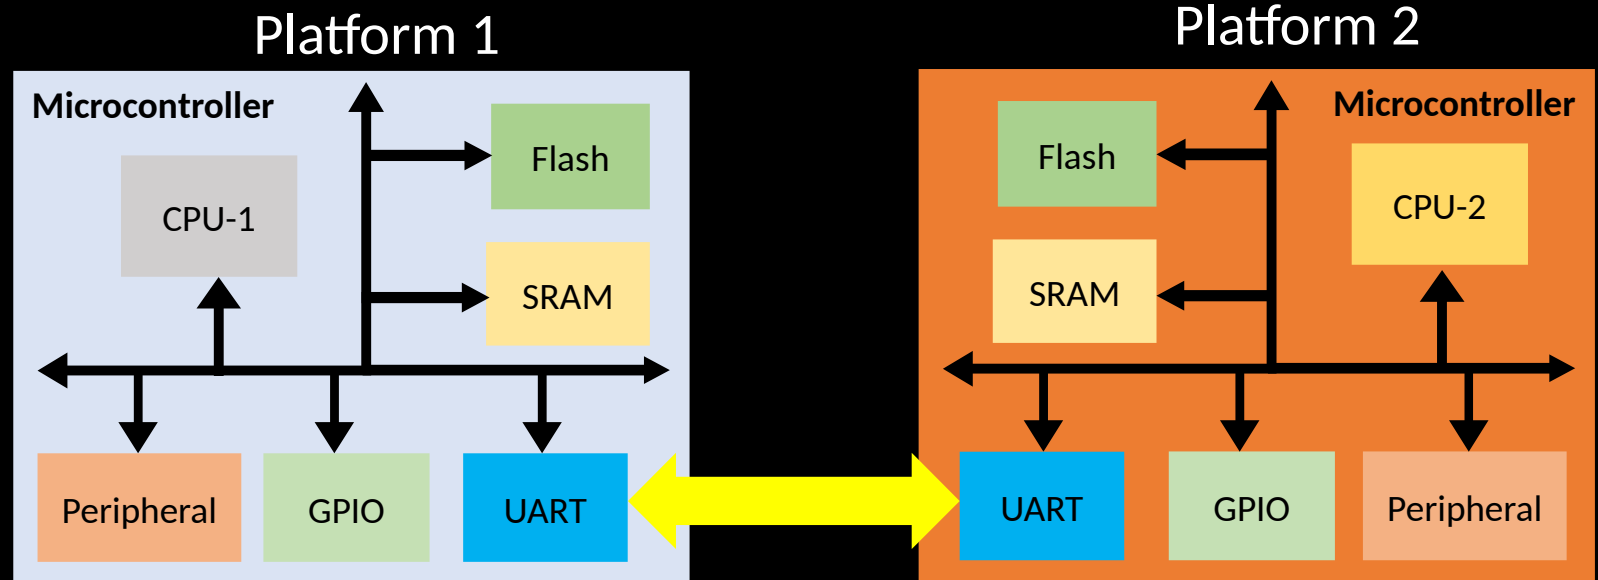 Platform 1
Microcontroller
Flash
CPU-1
SRAM
Peripheral
GPIO
UART
Platform 2
Microcontroller
Flash
CPU-2
SRAM
UART
GPIO
Peripheral